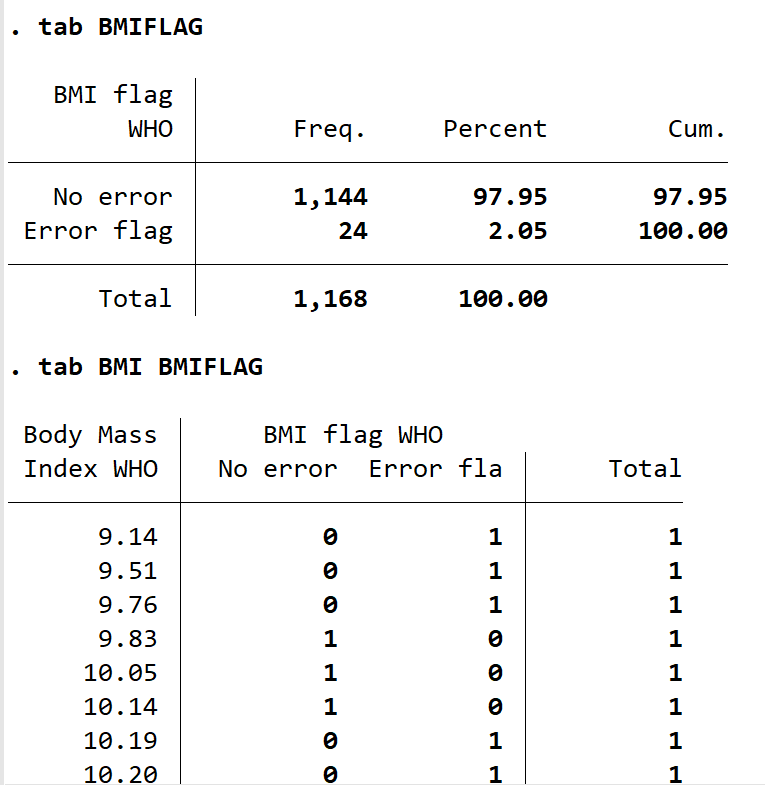 . tab BMIFLAG
BMI flag
WHO Freq. Percent Cum.
No error 1,144 97.95 97.95
Error flag 24 2.05 100.00
Total 1,168 100.00
. tab BMI BMIFLAG
Body Mass BMI flag WHO
Index WHO No error Error fla Total
9.14 0 1 1
9.51 0 1 1
9.76 0 1 1
9.83 1 0 1
10.05 1 0 1
10.14 1 0 1
10.19 0 1 1
10.20 0 1 1